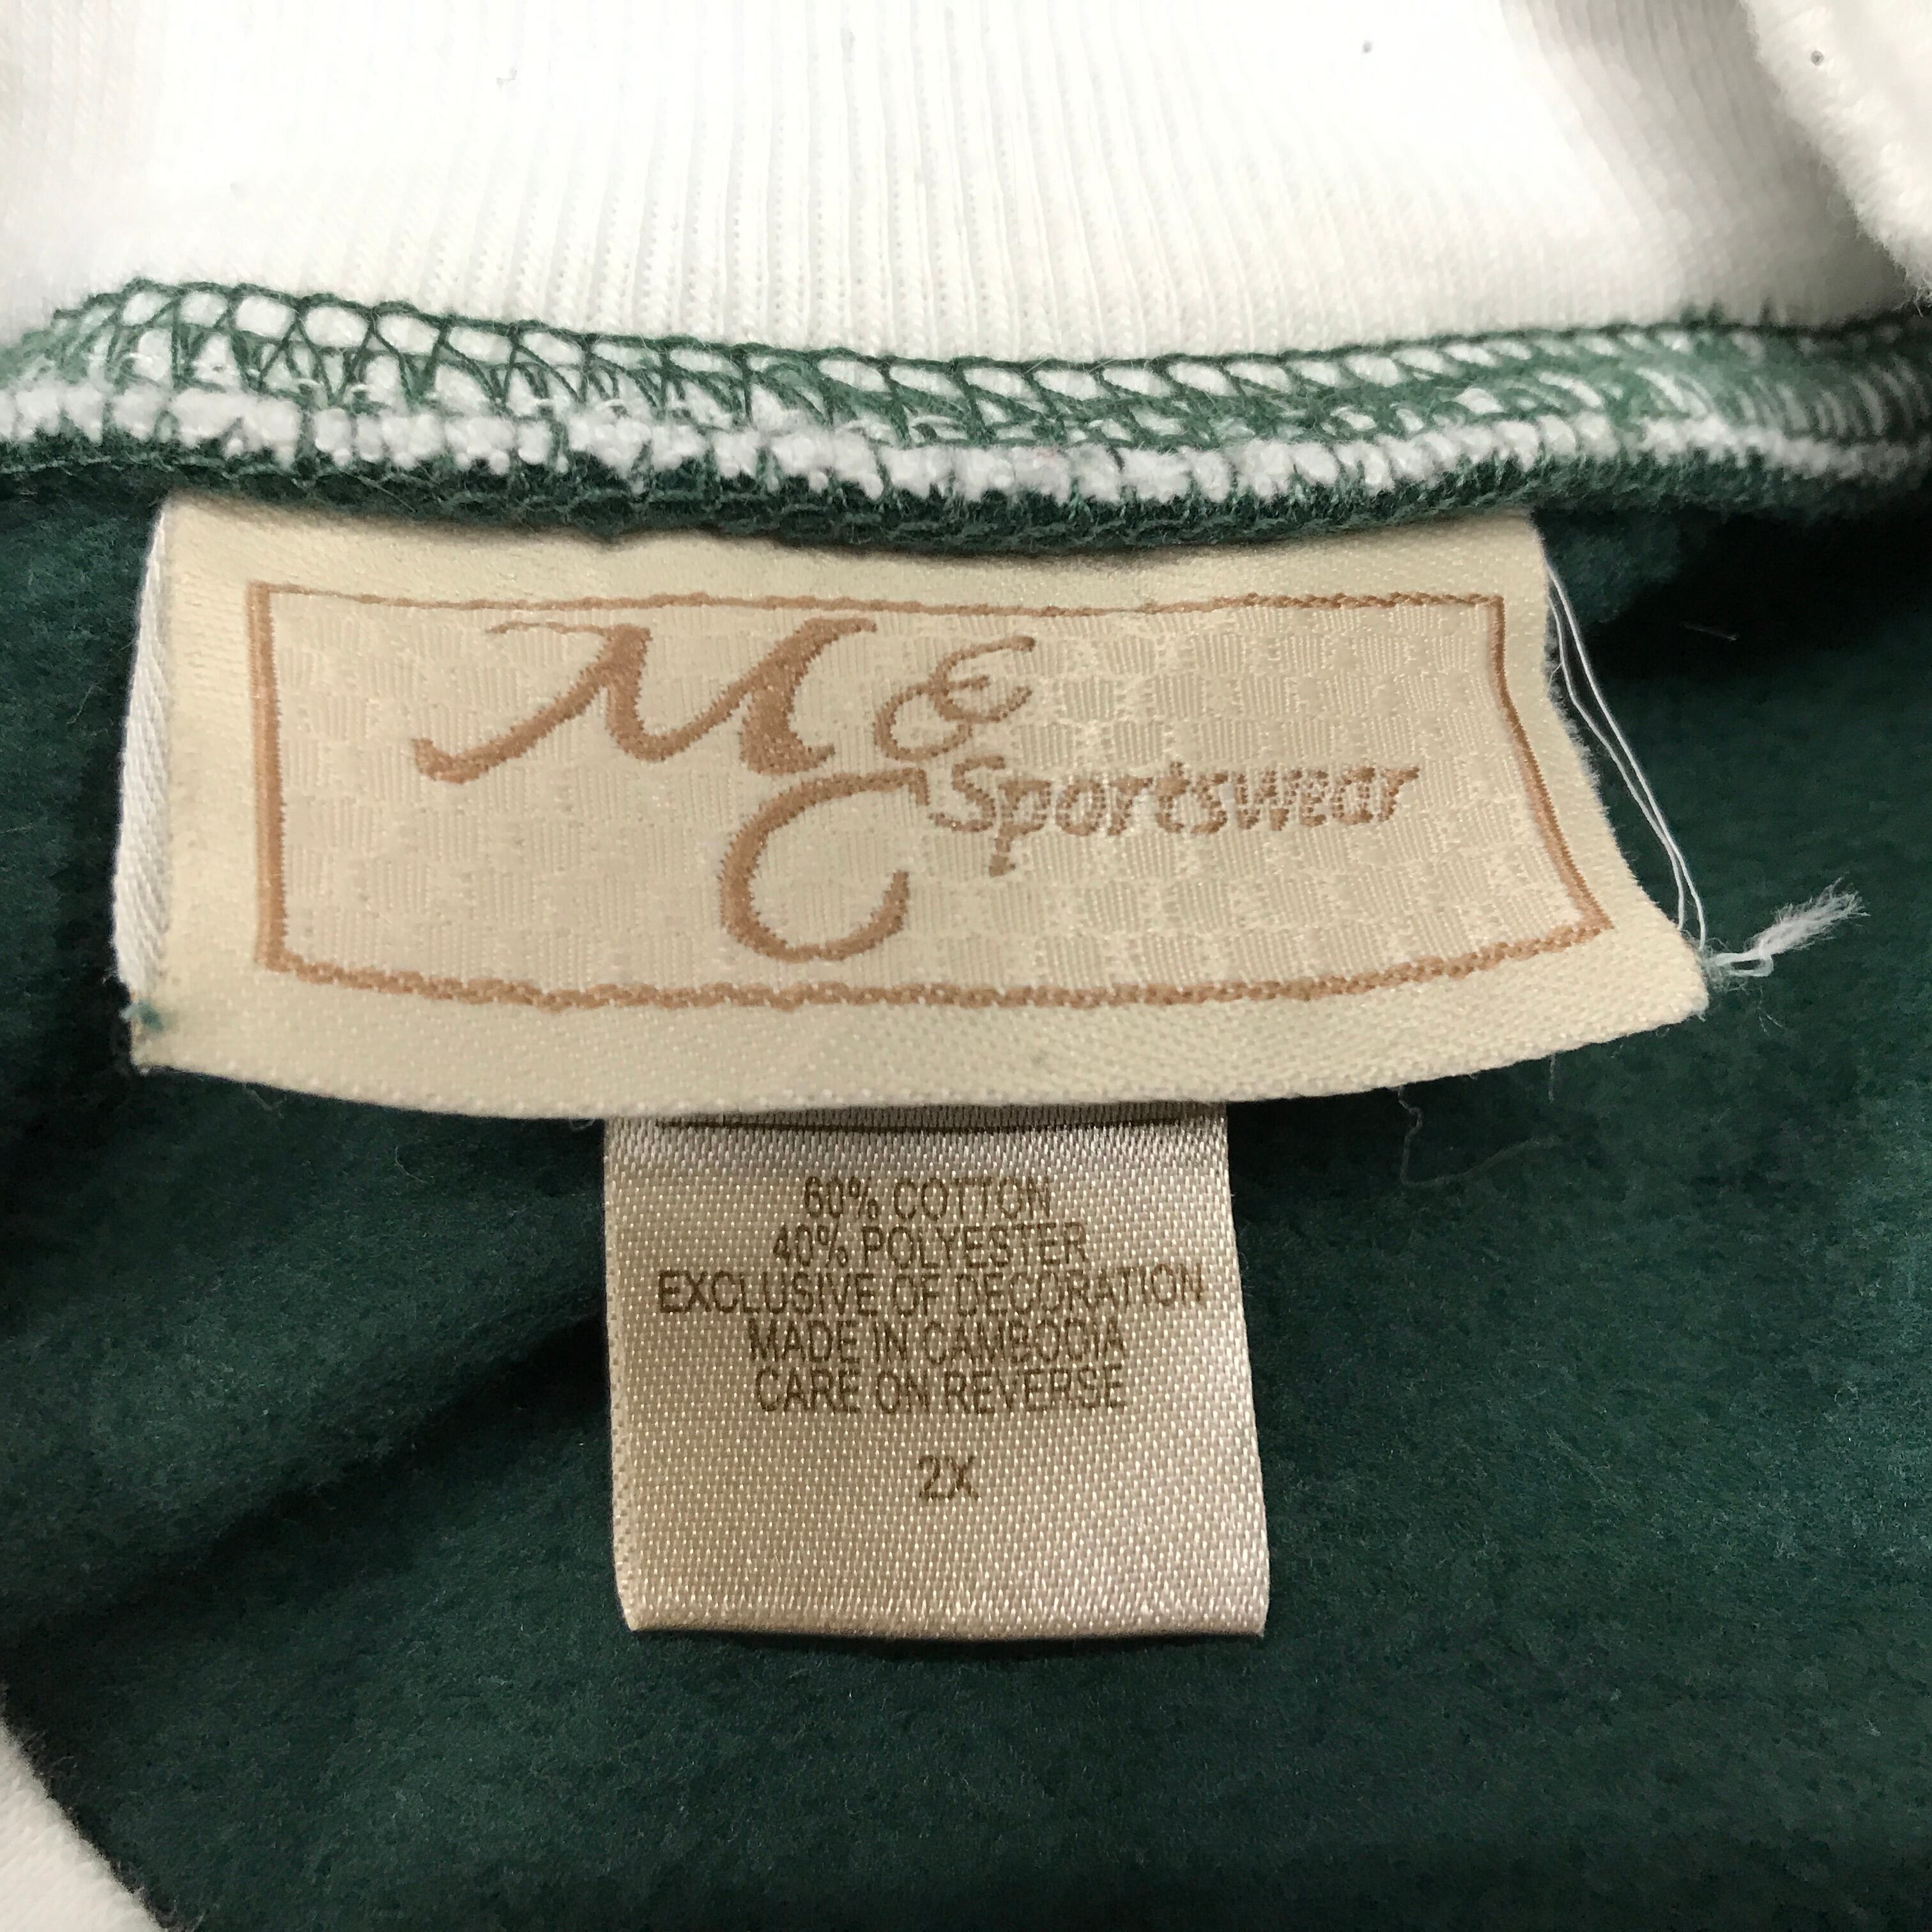 M & C Sportswear
60% COTTON
40% POLYESTER
EXCLUSIVE OF DECORATION
MADE IN CAMBODIA
CARE ON REVERSE
2X